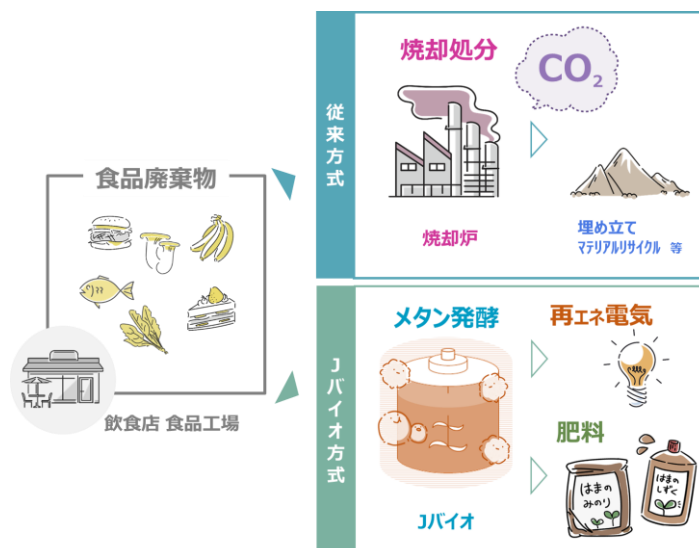 食品廃棄物
飲食店 食品工場
従来方式
焼却処分
CO2
焼却炉
埋め立て
ﾏﾃﾘｱﾙﾘｻｲｸﾙ 等
Jバイオ方式
メタン発酵
Jバイオ
再エネ電気
肥料
はまの
みのり
はまの
しずく